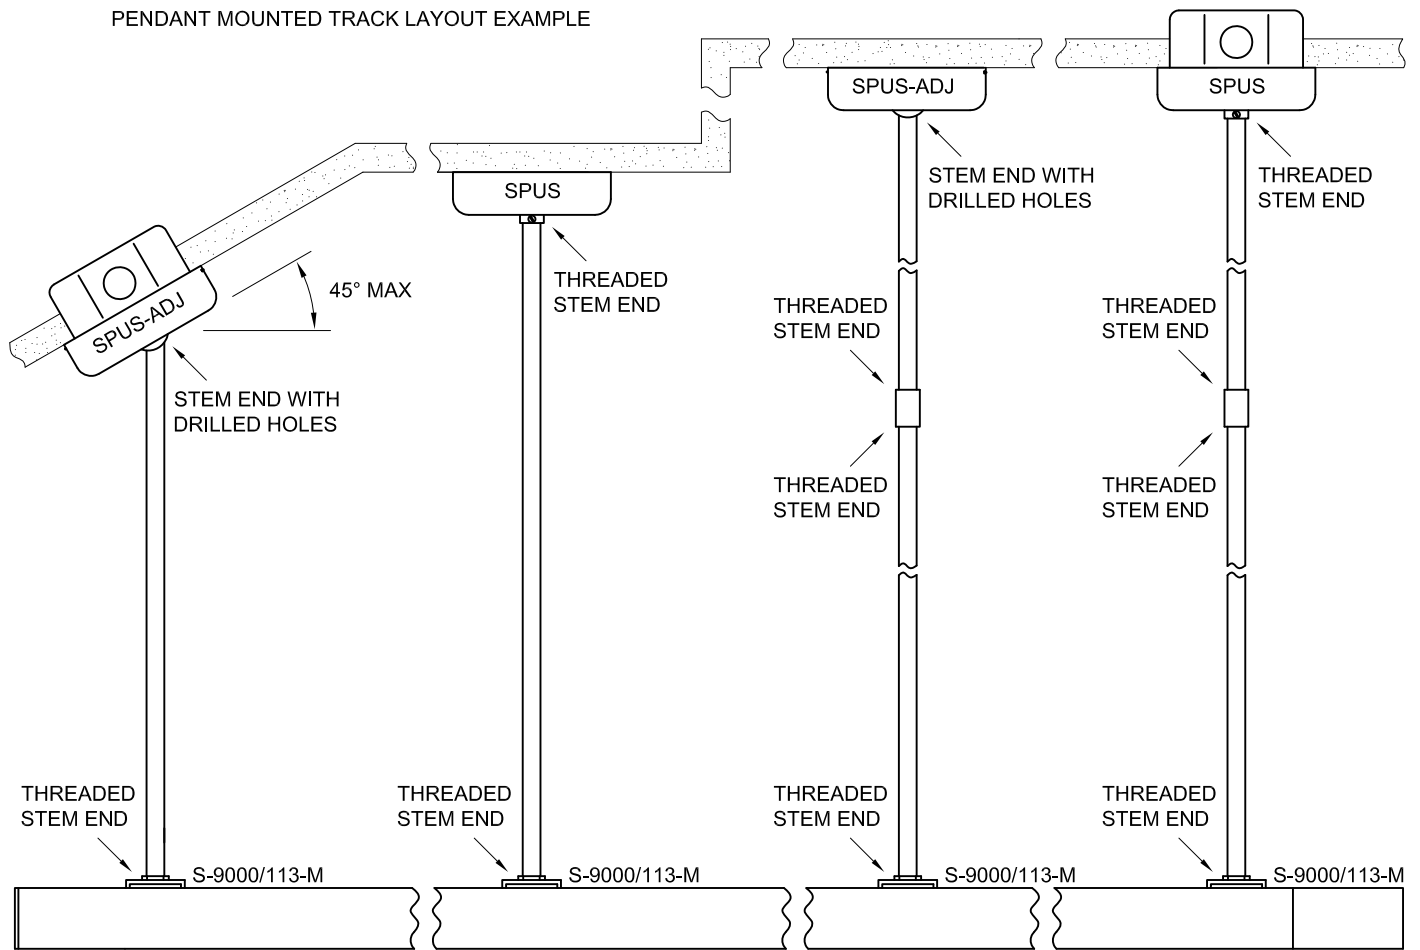 PENDANT MOUNTED TRACK LAYOUT EXAMPLE
SPUS-ADJ
45° MAX
STEM END WITH
DRILLED HOLES
THREADED
STEM END
S-9000/113-M
SPUS
THREADED
STEM END
THREADED
STEM END
S-9000/113-M
SPUS-ADJ
STEM END WITH
DRILLED HOLES
THREADED
STEM END
THREADED
STEM END
THREADED
STEM END
S-9000/113-M
SPUS
THREADED
STEM END
THREADED
STEM END
THREADED
STEM END
THREADED
STEM END
S-9000/113-M